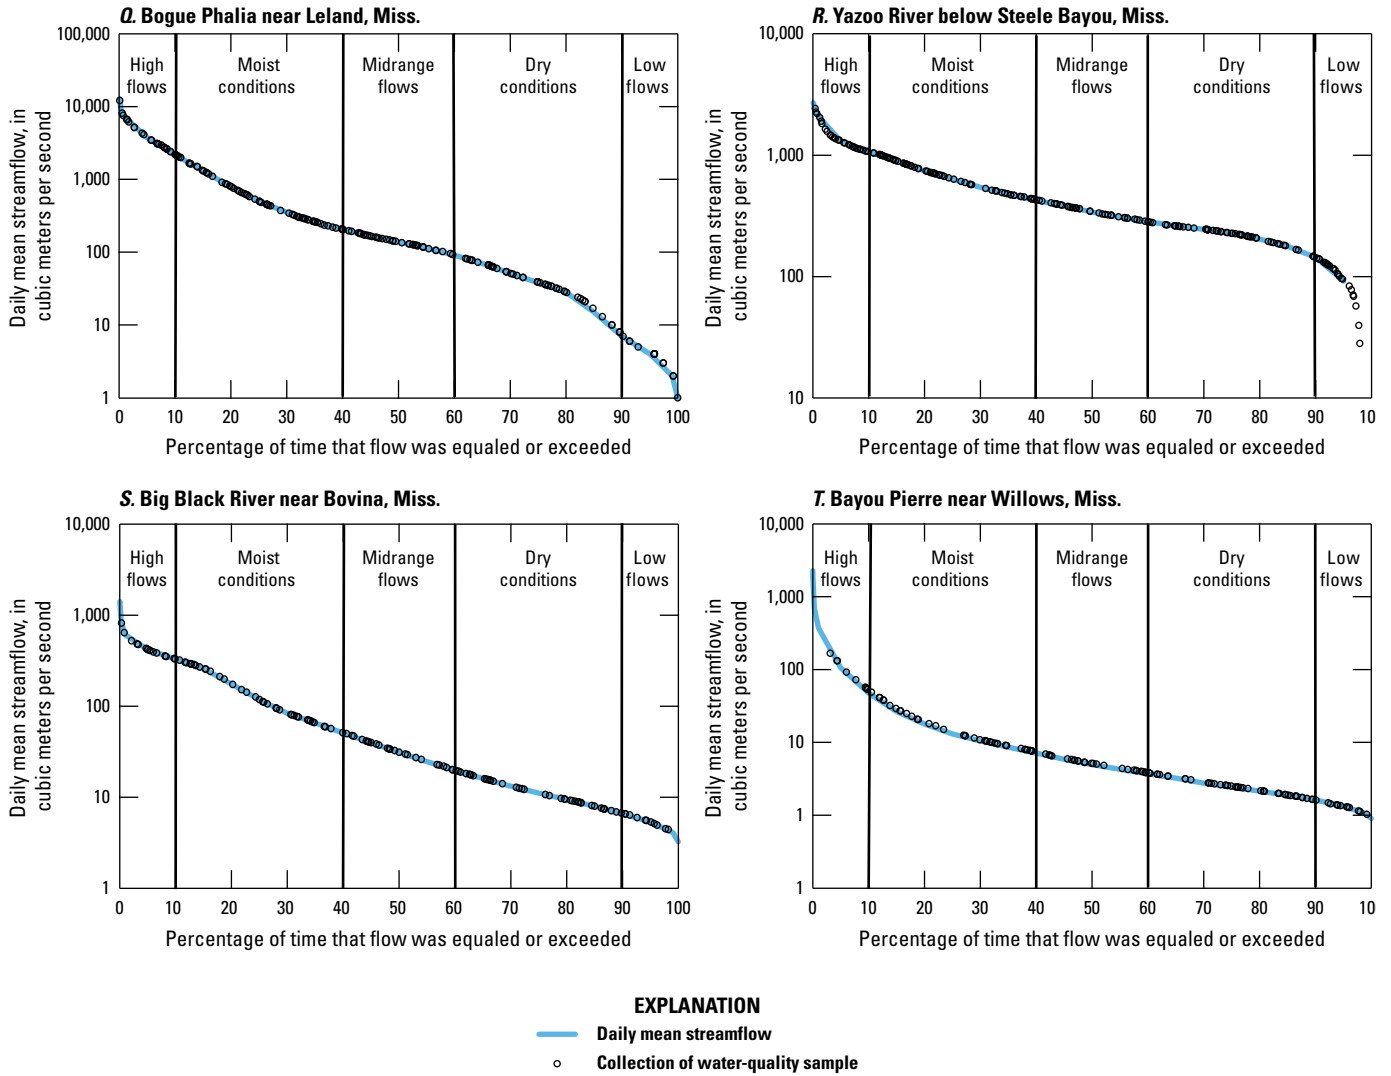 Q. Bogue Phalia near Leland, Miss.
100,000
10,000
1,000
100
10
1
Daily mean streamflow, in
cubic meters per second
High
flows
Moist
conditions
Midrange
flows
Dry
conditions
Low
flows
0 10 20 30 40 50 60 70 80 90 100
Percentage of time that flow was equaled or exceeded
R. Yazoo River below Steele Bayou, Miss.
10,000
1,000
100
10
Daily mean streamflow, in
cubic meters per second
High
flows
Moist
conditions
Midrange
flows
Dry
conditions
Low
flows
0 10 20 30 40 50 60 70 80 90 10
Percentage of time that flow was equaled or exceeded
S. Big Black River near Bovina, Miss.
10,000
1,000
100
10
1
Daily mean streamflow, in
cubic meters per second
High
flows
Moist
conditions
Midrange
flows
Dry
conditions
Low
flows
0 10 20 30 40 50 60 70 80 90 100
Percentage of time that flow was equaled or exceeded
T. Bayou Pierre near Willows, Miss.
10,000
1,000
100
10
1
Daily mean streamflow, in
cubic meters per second
High
flows
Moist
conditions
Midrange
flows
Dry
conditions
Low
flows
0 10 20 30 40 50 60 70 80 90 10
Percentage of time that flow was equaled or exceeded
EXPLANATION
Daily mean streamflow
Collection of water-quality sample